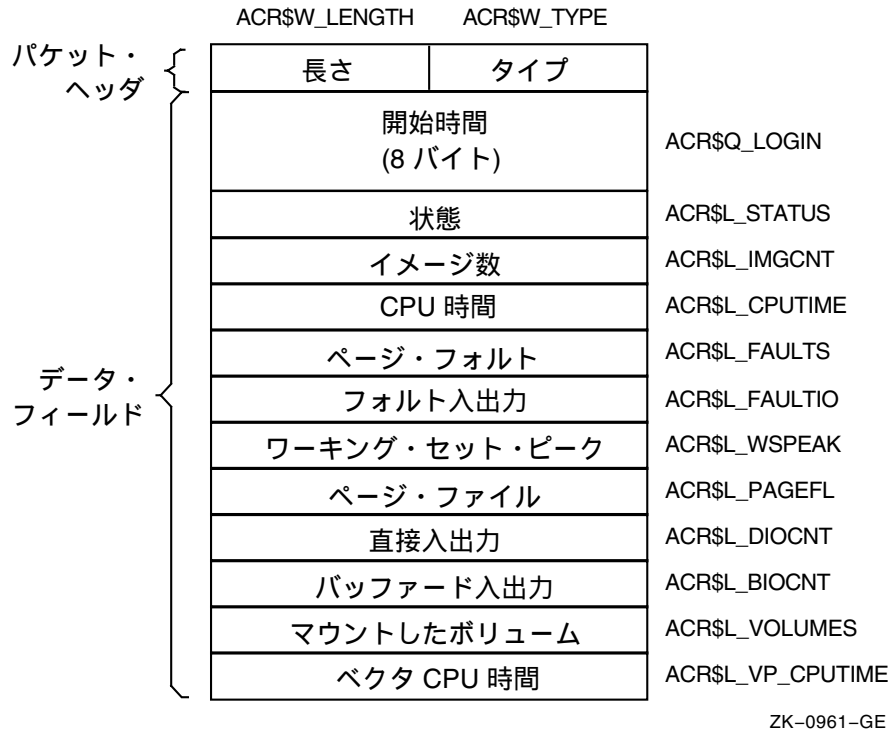 ACR$W_LENGTH ACR$W_TYPE
パケット・
ヘッダ
長さ タイプ
開始時間
(8 バイト)
ACR$Q_LOGIN
状態 ACR$L_STATUS
イメージ数 ACR$L_IMGCNT
CPU 時間 ACR$L_CPUTIME
ページ・フォルト ACR$L_FAULTS
データ・
フィールド
フォルト入出力 ACR$L_FAULTIO
ワーキング・セット・ピーク ACR$L_WSPEAK
ページ・ファイル ACR$L_PAGEFL
直接入出力 ACR$L_DIOCNT
バッファード入出力 ACR$L_BIOCNT
マウントしたボリューム ACR$L_VOLUMES
ベクタ CPU 時間 ACR$L_VP_CPUTIME
ZK−0961−GE